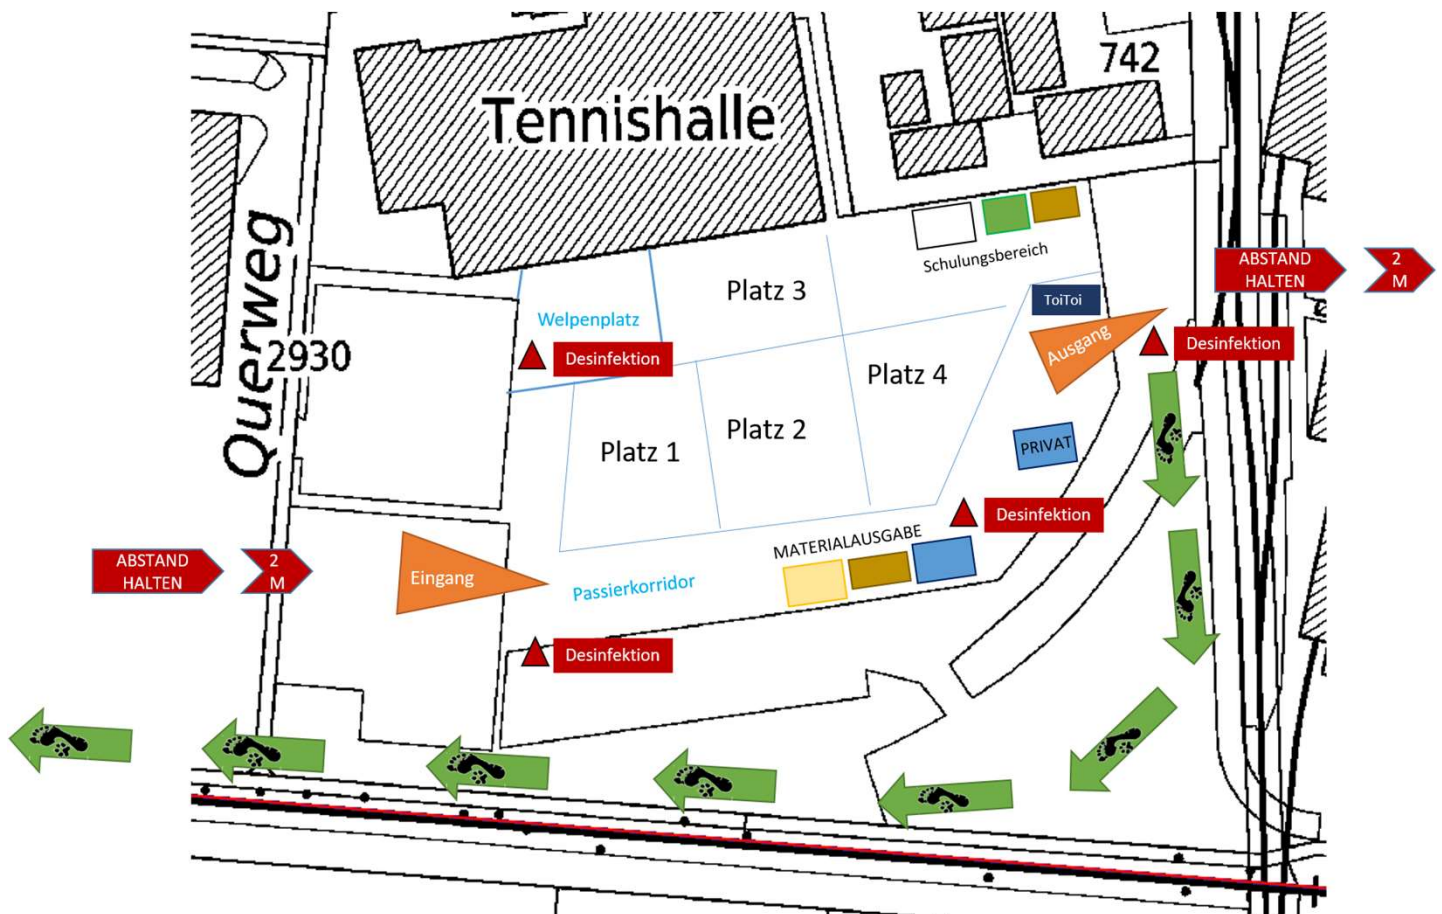 742
Tennishalle
Querweg
2930
Schulungsbereich
ABSTAND
HALTEN
2
M
Platz 3
ToiToi
Welpenplatz
Ausgang
Desinfektion
Desinfektion
Platz 4
Platz 1
Platz 2
PRIVAT
Desinfektion
MATERIALAUSGABE
ABSTAND
HALTEN
2
M
Eingang
Passierkorridor
Desinfektion